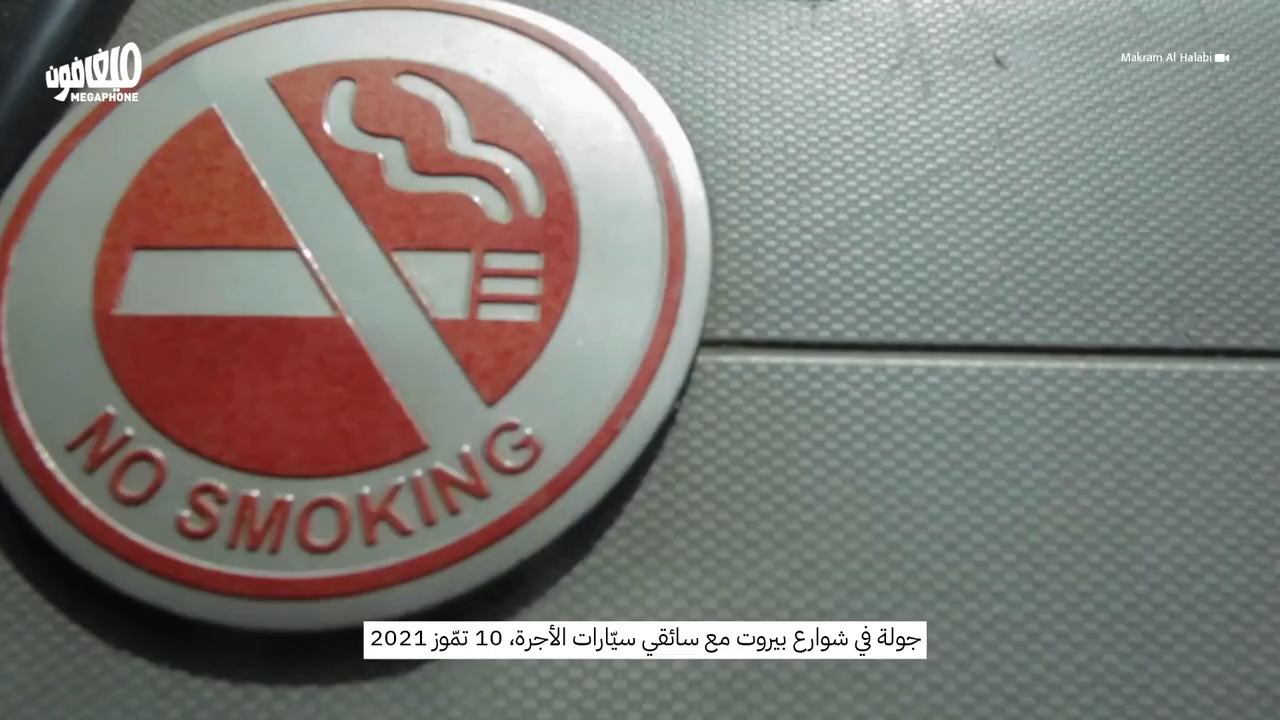 ميغافون
MEGAPHONE
Makram Al Halabi
NO SMOKING
جولة في شوارع بيروت مع سائقي سيّارات الأجرة، 10 تمّوز 2021